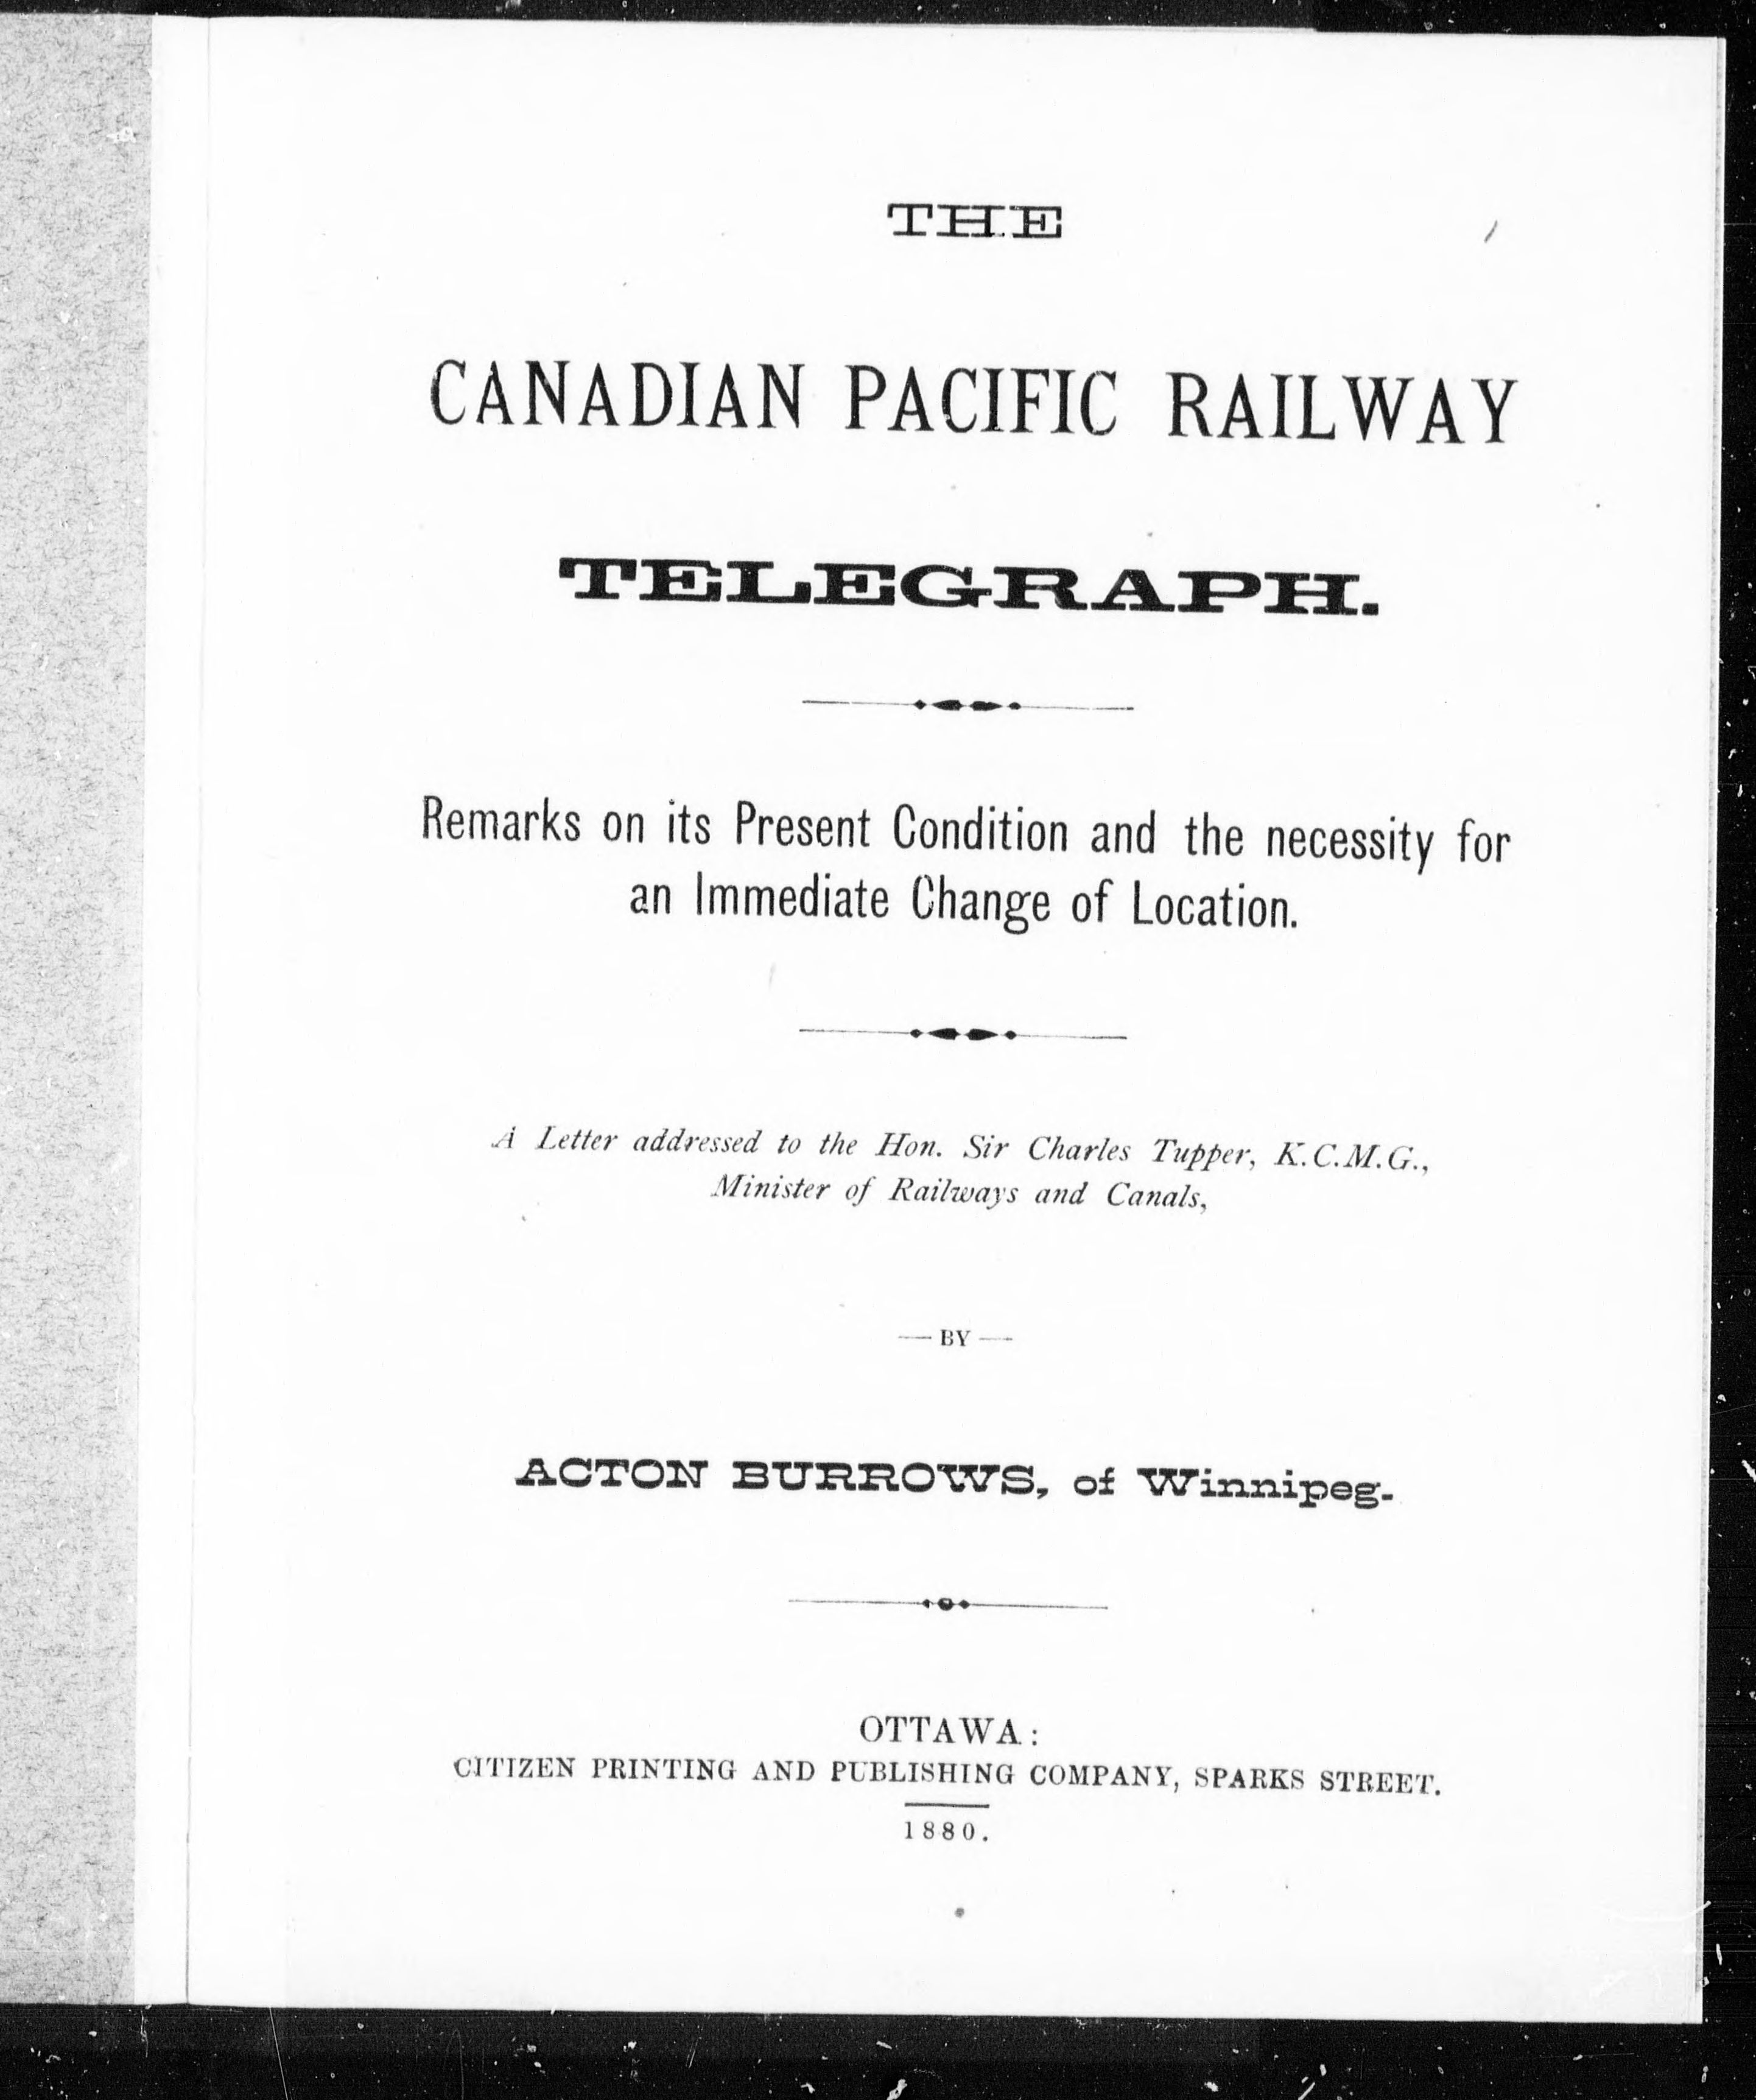 THE
CANADIAN PACIFIC RAILWAY
TELEGRAPH.
Remarks on its Present Condition and the necessity for
an Immediate Change of Location.
A Letter addressed to the Hon. Sir Charles Tupper, K.C.M.G.,
Minister of Railways and Canals,
— BY —
ACTON BURROWS, of Winnipeg.
OTTAWA:
CITIZEN PRINTING AND PUBLISHING COMPANY, SPARKS STREET.
1880.